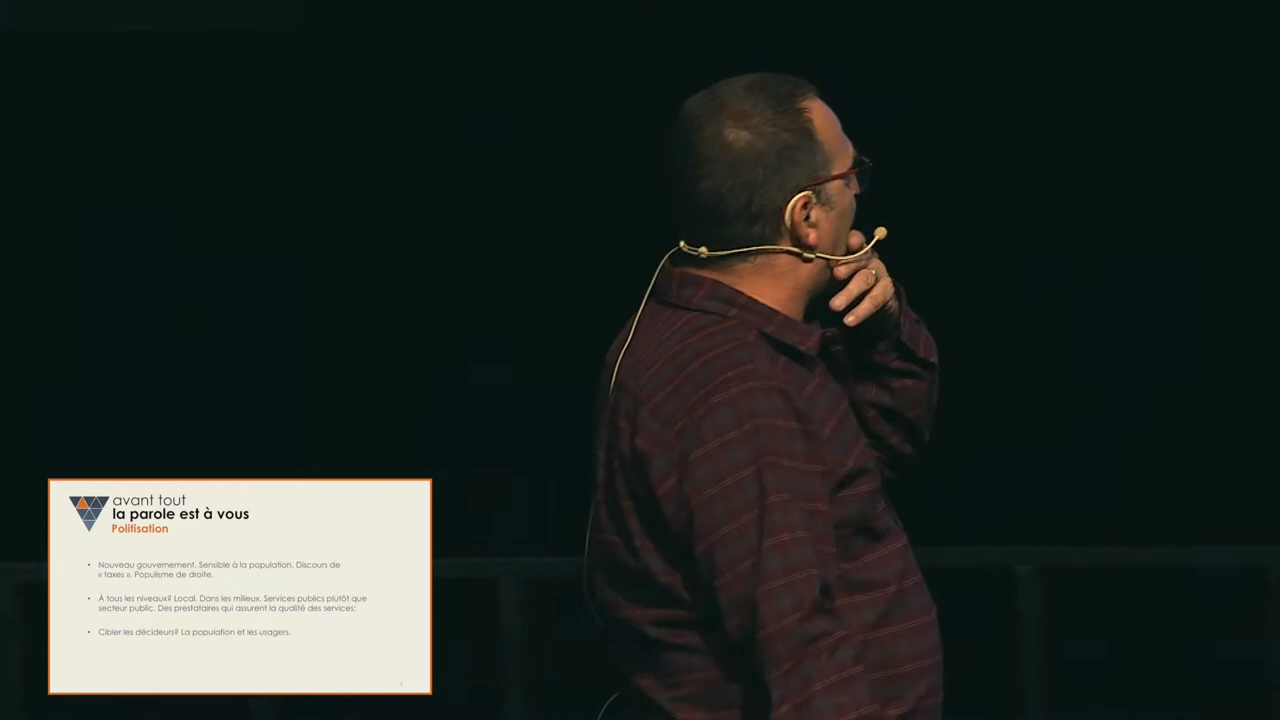 avant tout
la parole est à vous
Politisation
• Nouveau gouvernement. Sensible à la population. Discours de
« taxes ». Populisme de droite.
• À tous les niveaux? Local. Dans les milieux. Services publics plutôt que
secteur public. Des prestataires qui assurent la qualité des services;
• Cibler les décideurs? La population et les usagers.